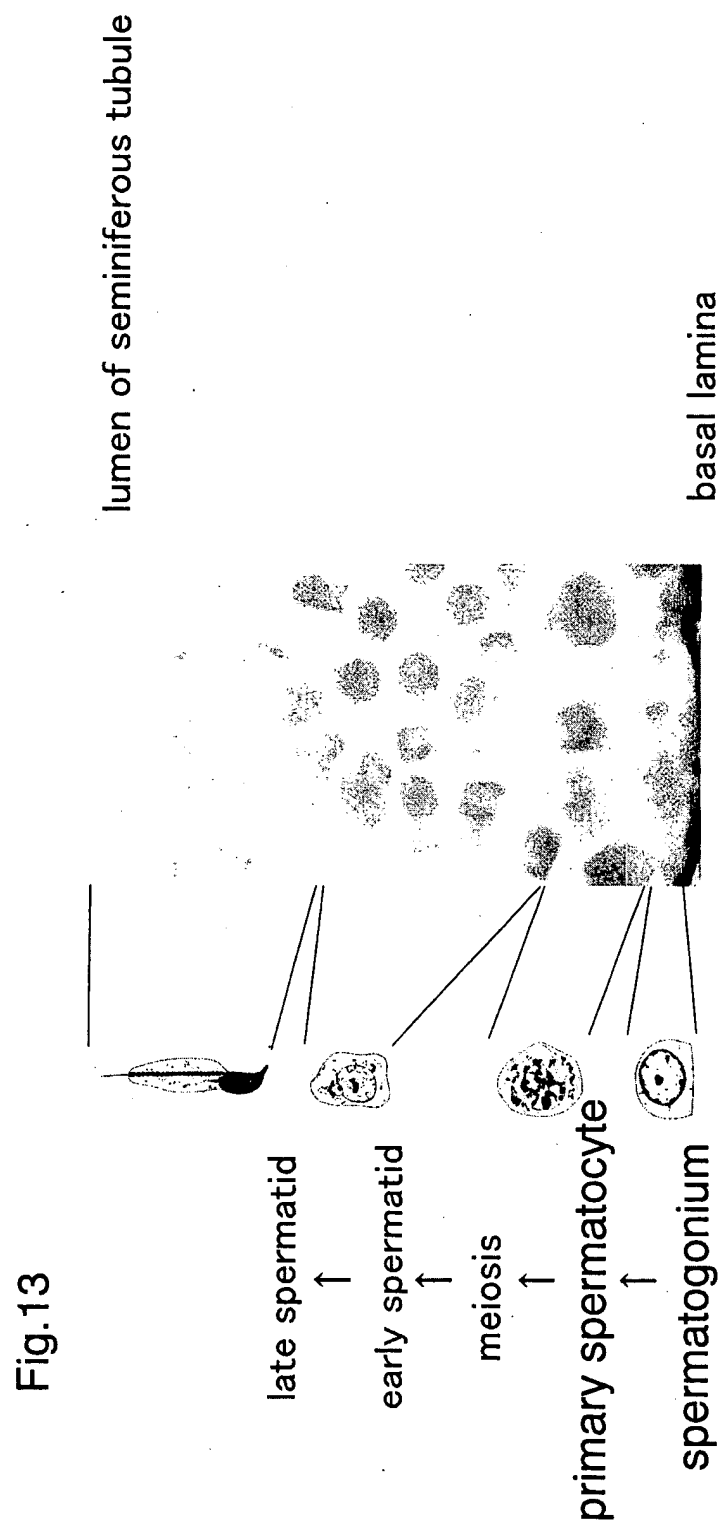 Fig.13
lumen of seminiferous tubule
late spermatid
↑
early spermatid
↑
meiosis
↑
primary spermatocyte
↑
spermatogonium
basal lamina